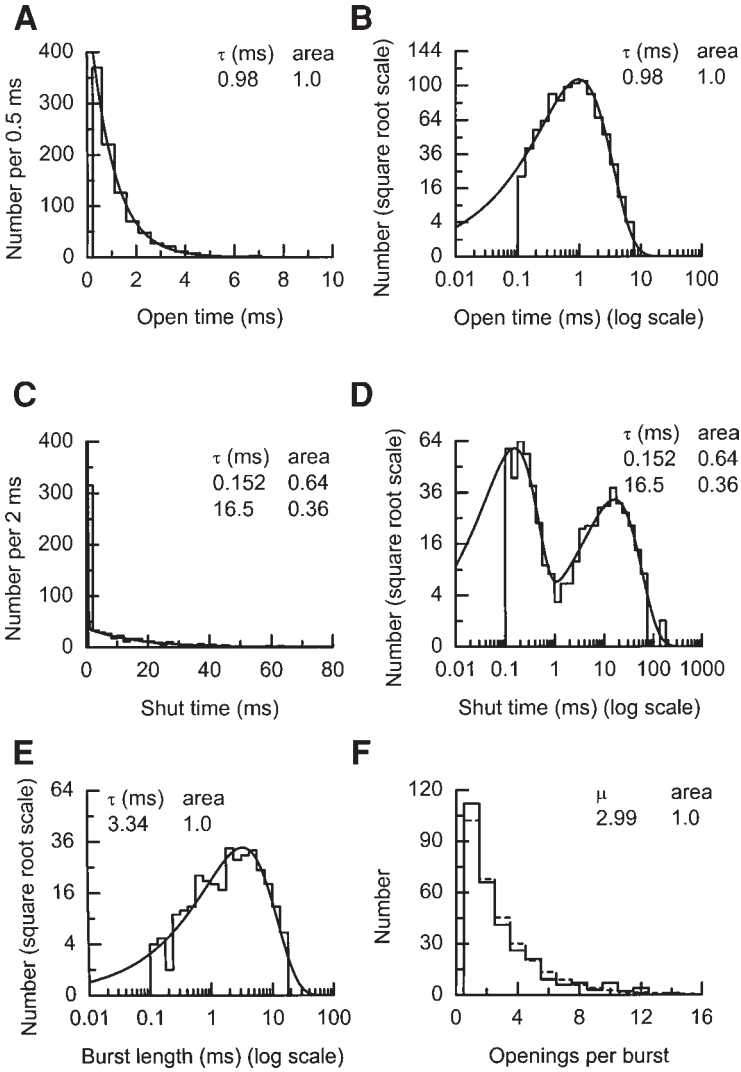 A
τ (ms) area
0.98 1.0
Number per 0.5 ms
400
300
200
100
0
0 2 4 6 8 10
Open time (ms)
B
τ (ms) area
0.98 1.0
Number (square root scale)
144
100
64
36
16
4
0
0.01 0.1 1 10 100
Open time (ms) (log scale)
C
τ (ms) area
0.152 0.64
16.5 0.36
Number per 2 ms
400
300
200
100
0
0 20 40 60 80
Shut time (ms)
D
τ (ms) area
0.152 0.64
16.5 0.36
Number (square root scale)
64
36
16
4
0
0.01 0.1 1 10 100 1000
Shut time (ms) (log scale)
E
τ (ms) area
3.34 1.0
Number (square root scale)
64
36
16
4
0
0.01 0.1 1 10 100
Burst length (ms) (log scale)
F
μ area
2.99 1.0
Number
120
90
60
30
0
0 4 8 12 16
Openings per burst